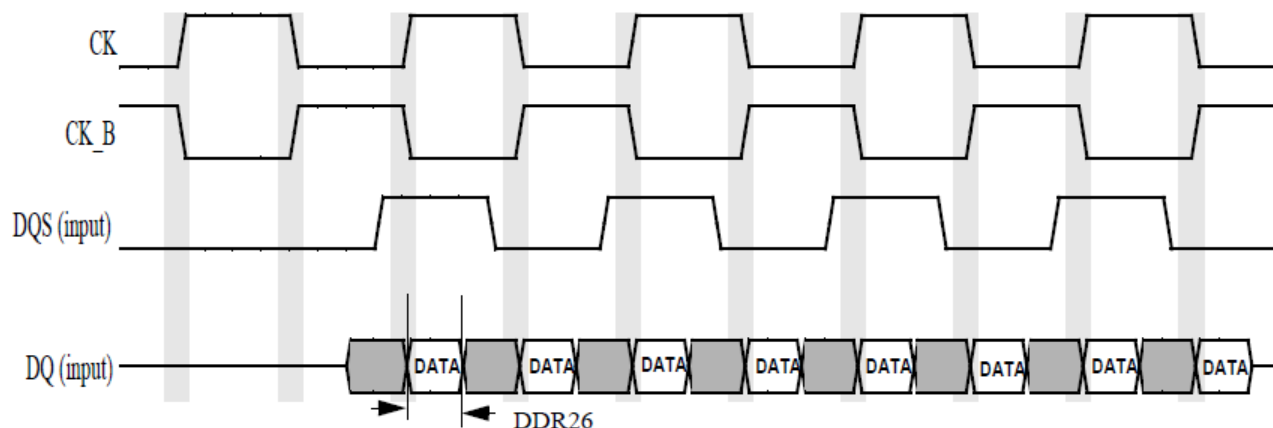 CK
CK_B
DQS (input)
DQ (input) DATA DATA DATA DATA DATA DATA DATA DATA
DDR26